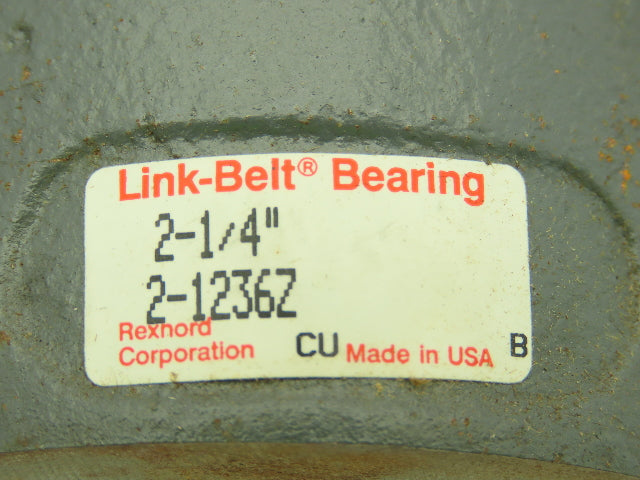 Link-Belt® Bearing
2-1/4"
2-1236Z
Rexnord
Corporation
CU Made in USA B